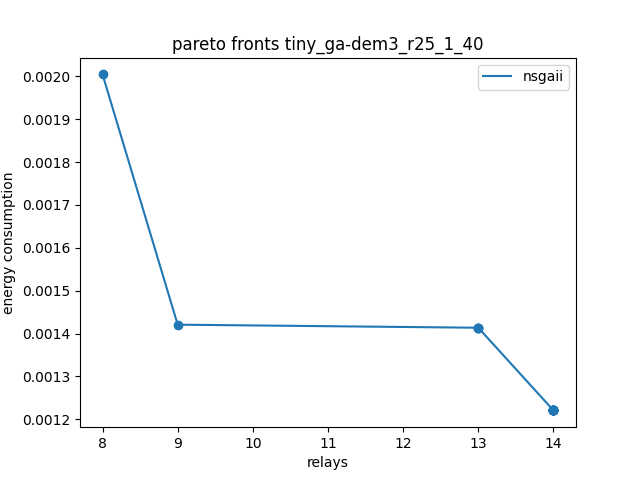 pareto fronts tiny_ga-dem3_r25_1_40
nsgaii
0.0020
0.0019
0.0018
0.0017
0.0016
0.0015
0.0014
0.0013
0.0012
energy consumption
8 9 10 11 12 13 14
relays